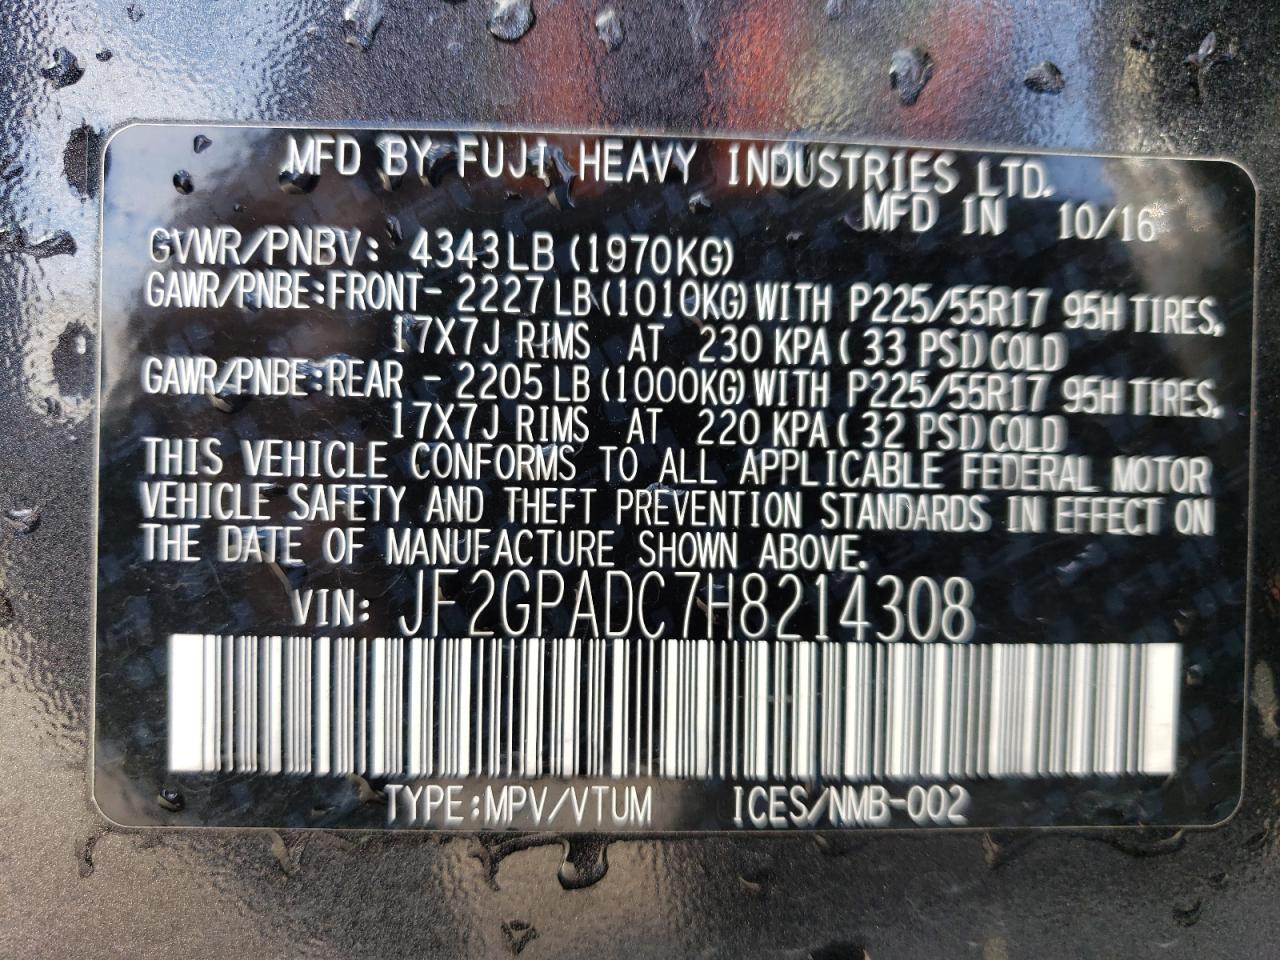 MFD BY FUJI HEAVY INDUSTRIES LTD.
MFD IN 10/16
GVWR/PNBV: 4343LB (1970KG)
GAWR/PNBE:FRONT- 2227LB(1010KG)WITH P225/55R17 95H TIRES,
17X7J RIMS AT 230 KPA( 33 PSI)COLD
GAWR/PNBE:REAR - 2205LB(1000KG)WITH P225/55R17 95H TIRES,
17X7J RIMS AT 220 KPA( 32 PSI)COLD
THIS VEHICLE CONFORMS TO ALL APPLICABLE FEDERAL MOTOR
VEHICLE SAFETY AND THEFT PREVENTION STANDARDS IN EFFECT ON
THE DATE OF MANUFACTURE SHOWN ABOVE.
VIN: JF2GPADC7H8214308
TYPE:MPV/VTUM ICES/NMB-002